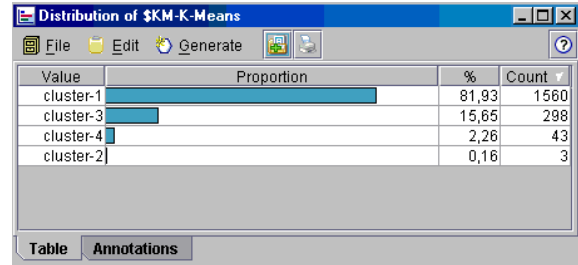 Distribution of $KM-K-Means
File Edit Generate
Value Proportion % Count
cluster-1 81,93 1560
cluster-3 15,65 298
cluster-4 2,26 43
cluster-2 0,16 3
Table Annotations